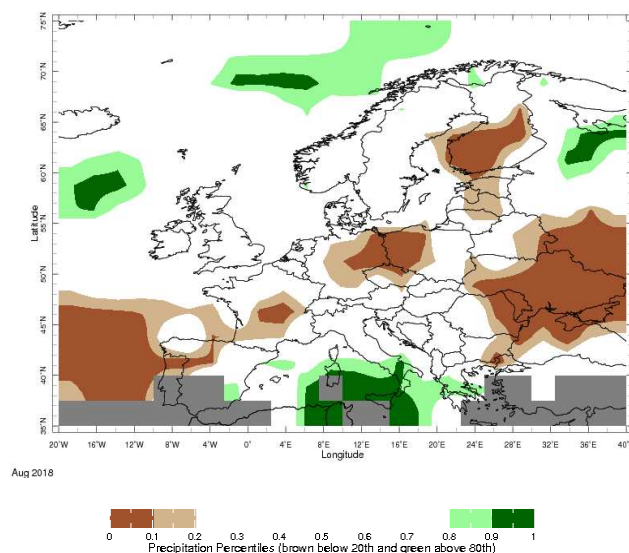 75˚N
70˚N
65˚N
60˚N
55˚N
50˚N
45˚N
40˚N
35˚N
Latitude
20˚W 16˚W 12˚W 8˚W 4˚W 0˚ 4˚E 8˚E 12˚E 16˚E 20˚E 24˚E 28˚E 32˚E 36˚E 40˚E
Longitude
Aug 2018
0 0.1 0.2 0.3 0.4 0.5 0.6 0.7 0.8 0.9 1
Precipitation Percentiles (brown below 20th and green above 80th)